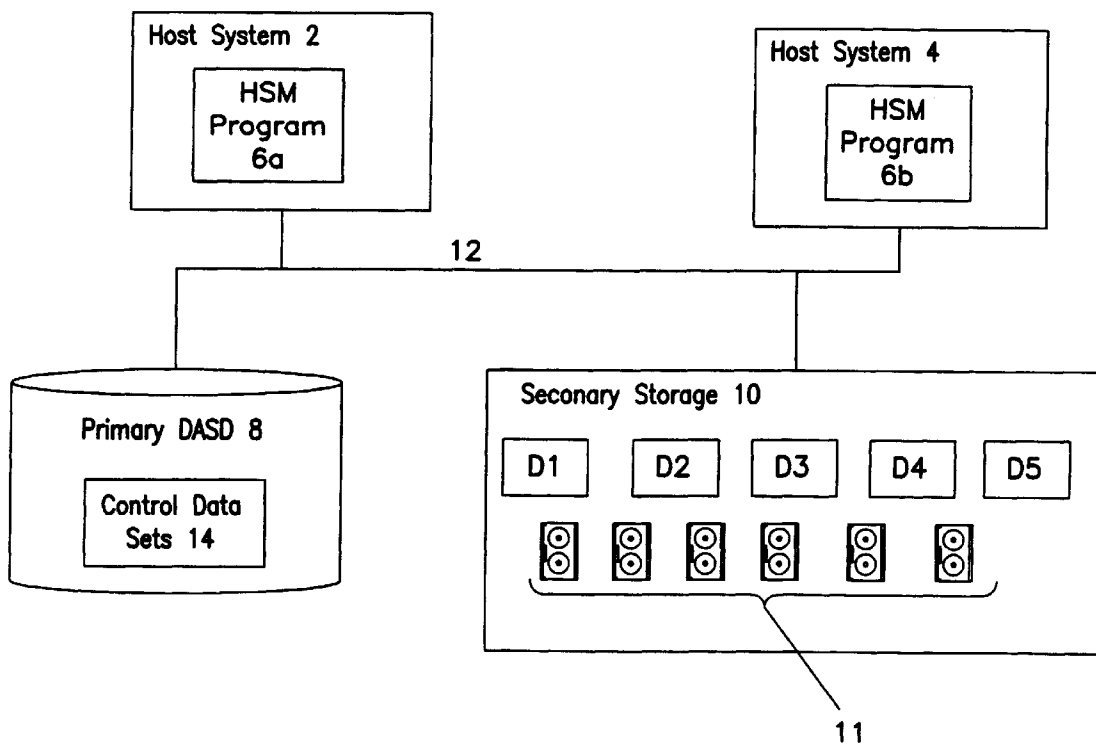 Host System 2
HSM
Program
6a
Host System 4
HSM
Program
6b
12
Primary DASD 8
Control Data
Sets 14
Seconary Storage 10
D1
D2
D3
D4
D5
11